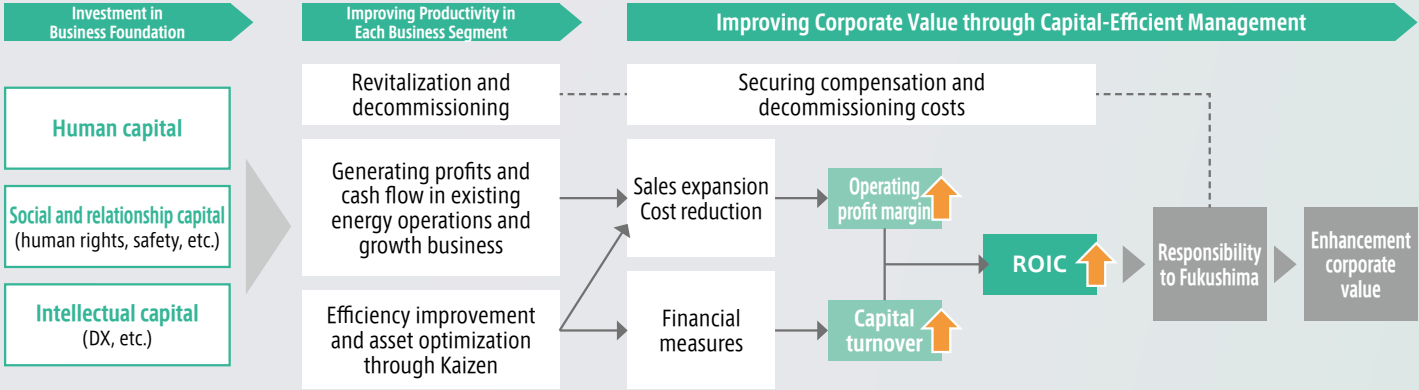 Investment in
Business Foundation
Improving Productivity in
Each Business Segment
Improving Corporate Value through Capital-Efficient Management
Human capital
Social and relationship capital
(human rights, safety, etc.)
Intellectual capital
(DX, etc.)
Revitalization and
decommissioning
Generating profits and
cash flow in existing
energy operations and
growth business
Efficiency improvement
and asset optimization
through Kaizen
Securing compensation and
decommissioning costs
Sales expansion
Cost reduction
Financial
measures
Operating
profit margin
Capital
turnover
ROIC
Responsibility
to Fukushima
Enhancement
corporate
value